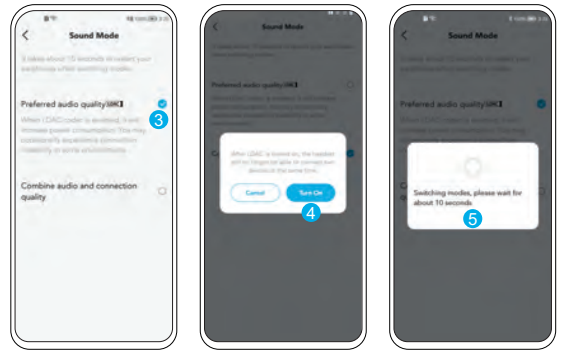 Sound Mode
It takes about 15 seconds to restart your
earphones when switching modes.
Preferred audio quality
3
When LDAC codec is enabled, it will
increase power consumption. This may
occasionally experience connection
instability in some environments.
Combine audio and connection
quality
Sound Mode
Preferred audio quality
When LDAC is turned on, the headset
will no longer be able to connect two
devices at the same time.
Cancel
Turn On
4
Sound Mode
Preferred audio quality
Switching modes, please wait for
about 10 seconds
5